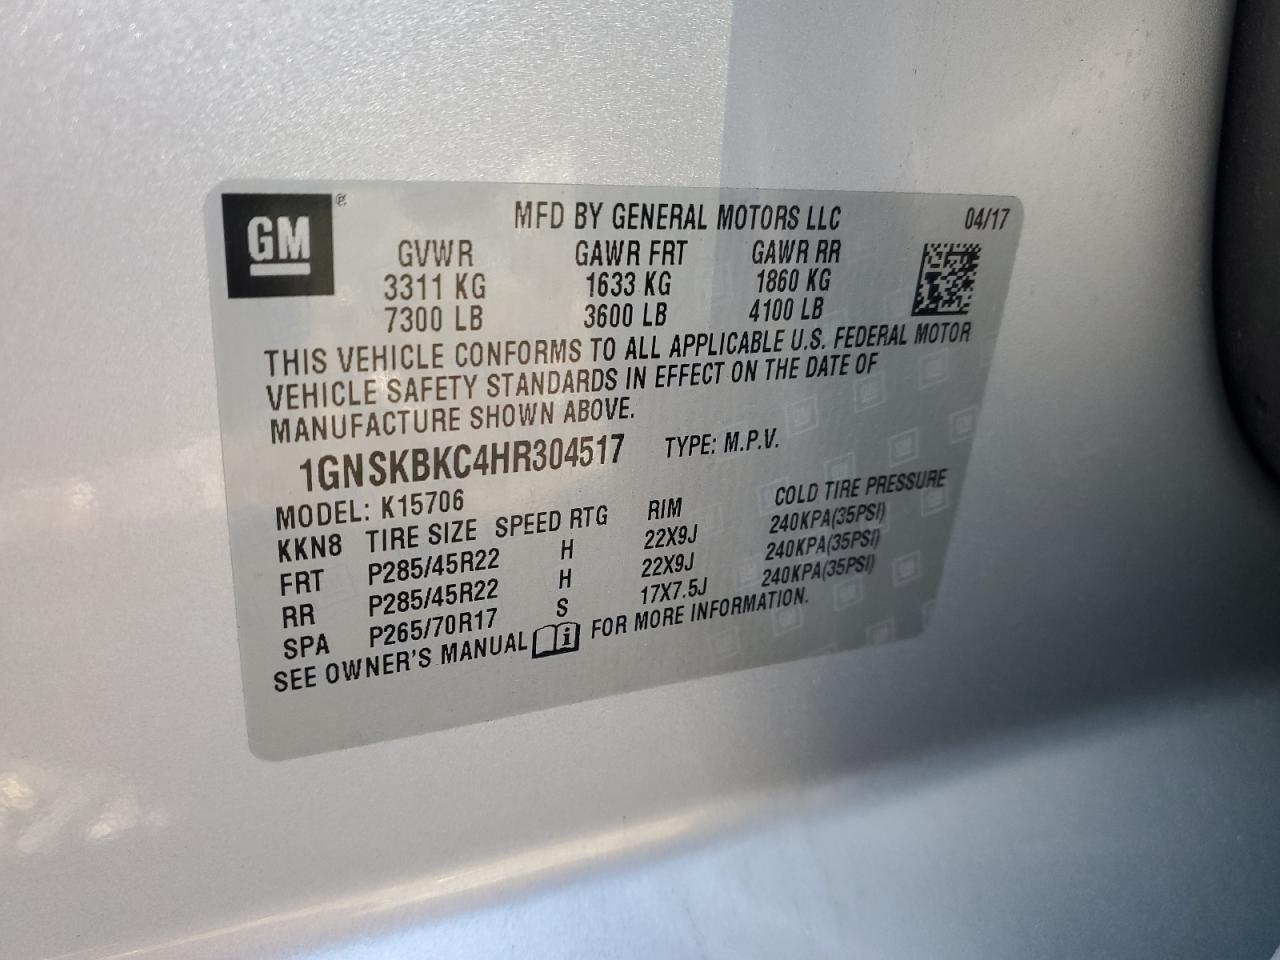 GM ®
MFD BY GENERAL MOTORS LLC 04/17
GVWR GAWR FRT GAWR RR
3311 KG 1633 KG 1860 KG
7300 LB 3600 LB 4100 LB
THIS VEHICLE CONFORMS TO ALL APPLICABLE U.S. FEDERAL MOTOR
VEHICLE SAFETY STANDARDS IN EFFECT ON THE DATE OF
MANUFACTURE SHOWN ABOVE.
1GNSKBKC4HR304517 TYPE: M.P.V.
MODEL: K15706
KKN8 TIRE SIZE SPEED RTG RIM COLD TIRE PRESSURE
FRT P285/45R22 H 22X9J 240KPA(35PSI)
RR P285/45R22 H 22X9J 240KPA(35PSI)
SPA P265/70R17 S 17X7.5J 240KPA(35PSI)
SEE OWNER'S MANUAL FOR MORE INFORMATION.